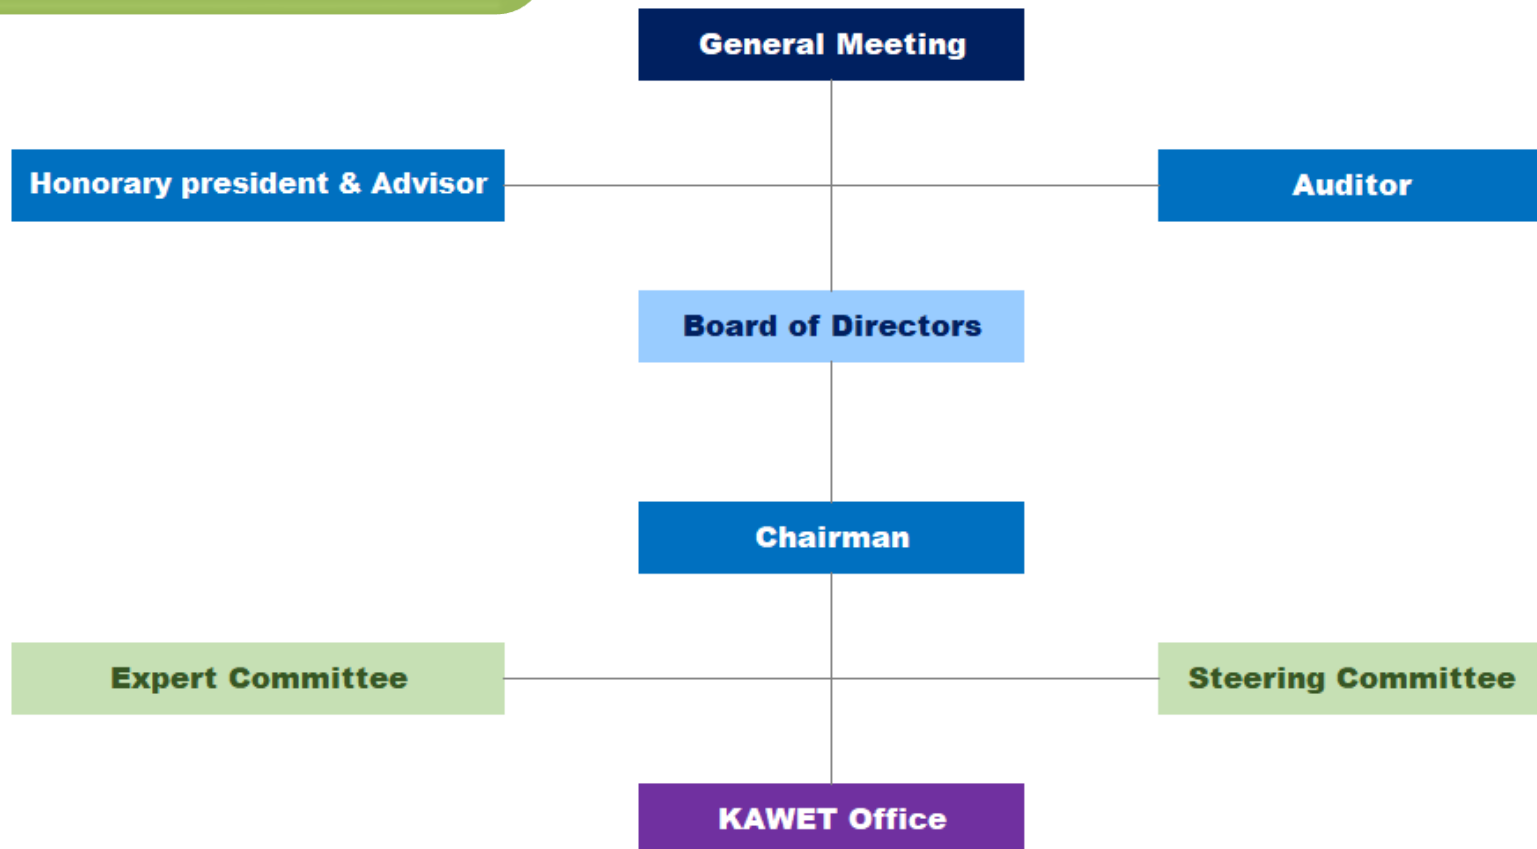 General Meeting
Honorary president & Advisor
Auditor
Board of Directors
Chairman
Expert Committee
Steering Committee
KAWET Office